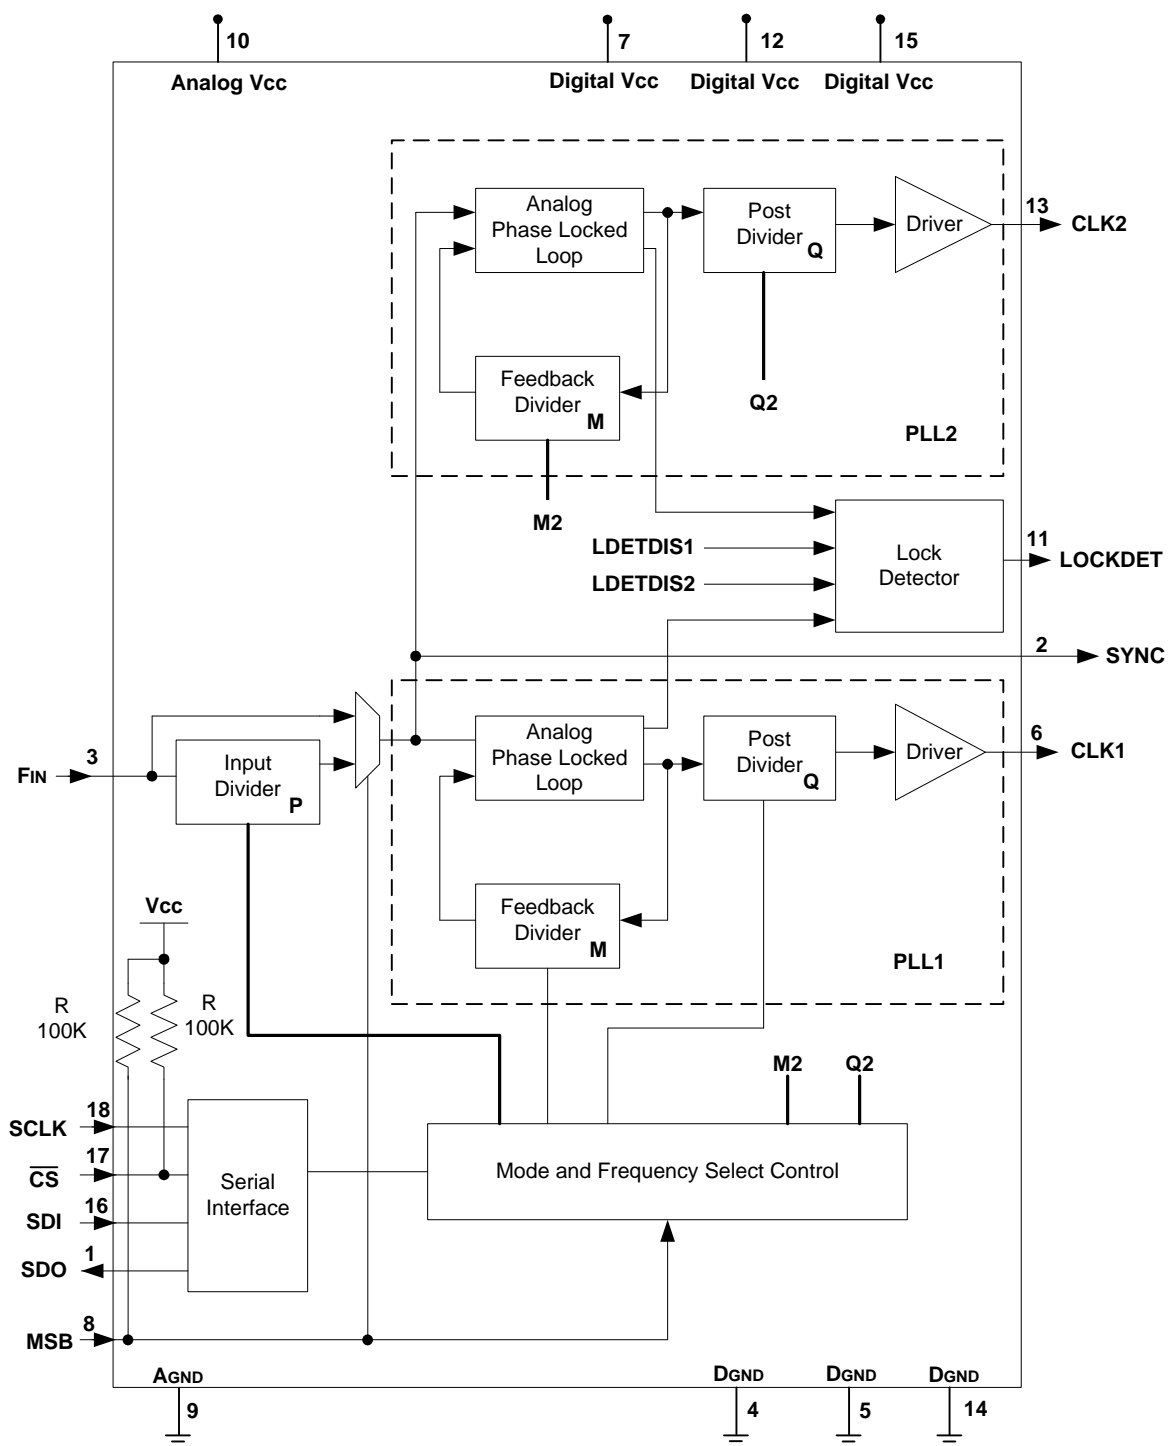 10
7
12
15
Analog Vcc
Digital Vcc
Digital Vcc
Digital Vcc
Analog
Phase Locked
Loop
Post
Divider
Q
Driver
13
CLK2
Feedback
Divider
M
Q2
PLL2
M2
LDETDIS1
LDETDIS2
Lock
Detector
11
LOCKDET
2
SYNC
3
FIN
Input
Divider
P
Analog
Phase Locked
Loop
Post
Divider
Q
Driver
6
CLK1
Feedback
Divider
M
PLL1
Vcc
R
100K
R
100K
M2
Q2
18
SCLK
17
CS
16
SDI
1
SDO
8
MSB
Serial
Interface
Mode and Frequency Select Control
AGND
9
DGND
4
DGND
5
DGND
14